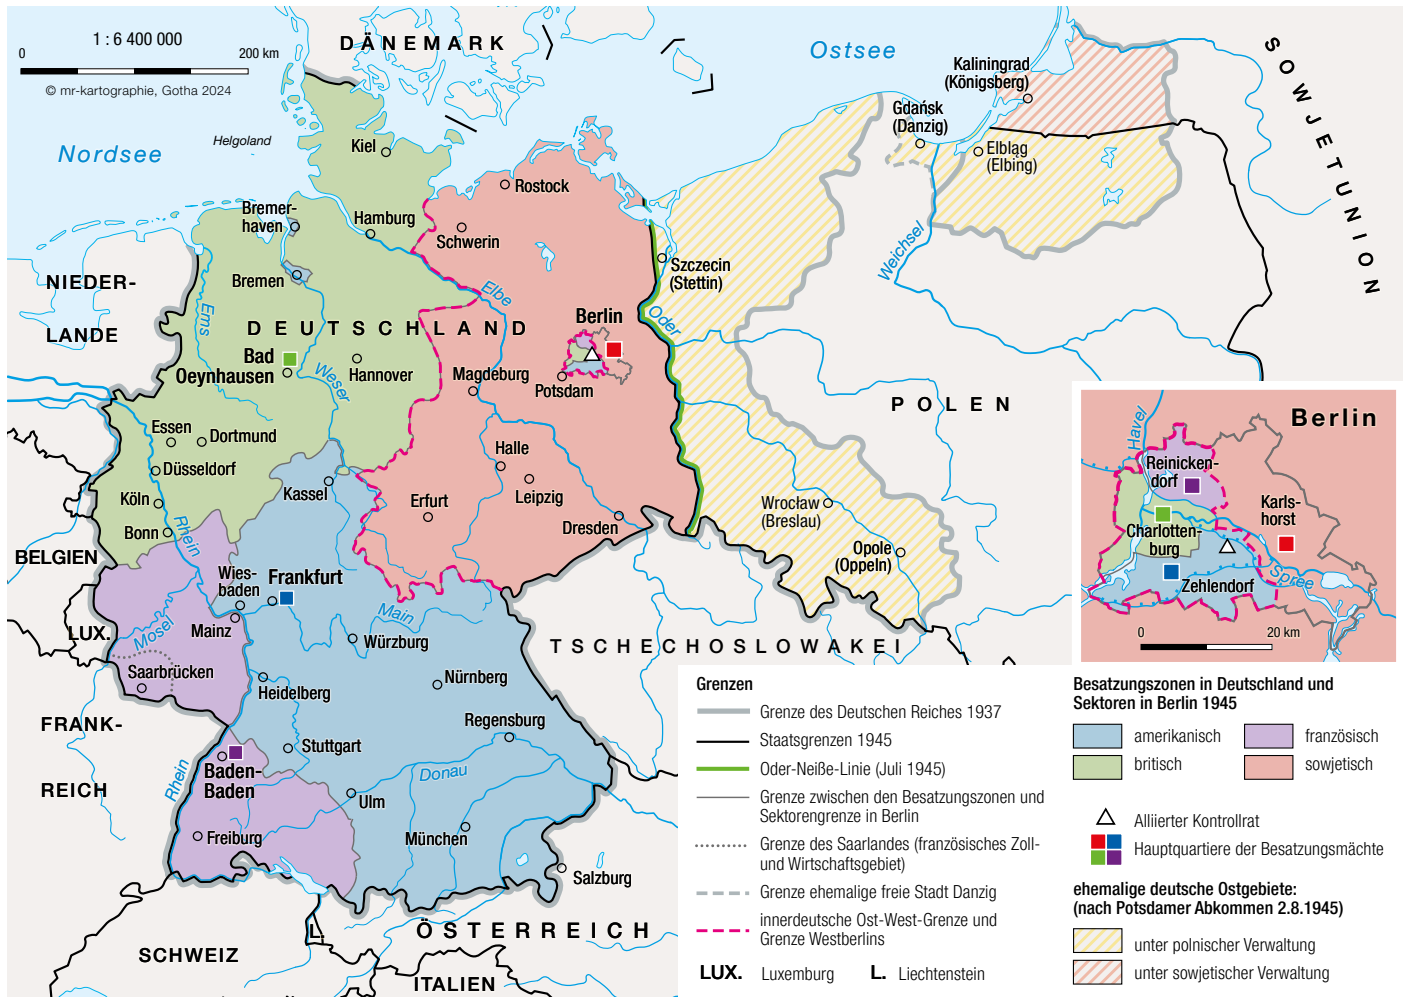 1 : 6 400 000
0 200 km
© mr-kartographie, Gotha 2024
DÄNEMARK
Ostsee
Nordsee
Helgoland
SOWJETUNION
Kaliningrad
(Königsberg)
Gdańsk
(Danzig)
Elbląg
(Elbing)
Kiel
Rostock
Bremer-
haven
Hamburg
Schwerin
Bremen
Szczecin
(Stettin)
Weichsel
NIEDER-
LANDE
Ems
Elbe
Oder
DEUTSCHLAND
Berlin
Bad
Oeynhausen
Hannover
Weser
Magdeburg
Potsdam
POLEN
Essen
Dortmund
Düsseldorf
Halle
Leipzig
Köln
Kassel
Erfurt
Dresden
Wrocław
(Breslau)
Bonn
Rhein
Opole
(Oppeln)
BELGIEN
Wies-
baden
Frankfurt
Main
Mainz
LUX.
Mosel
Würzburg
TSCHECHOSLOWAKEI
Saarbrücken
Heidelberg
Nürnberg
FRANK-
REICH
Regensburg
Stuttgart
Rhein
Baden-
Baden
Donau
Ulm
Freiburg
München
Salzburg
L.
ÖSTERREICH
SCHWEIZ
ITALIEN
Berlin
Havel
Reinicken-
dorf
Karls-
horst
Charlotten-
burg
Zehlendorf
Spree
0 20 km
Grenzen
Grenze des Deutschen Reiches 1937
Staatsgrenzen 1945
Oder-Neiße-Linie (Juli 1945)
Grenze zwischen den Besatzungszonen und
Sektorengrenze in Berlin
Grenze des Saarlandes (französisches Zoll-
und Wirtschaftsgebiet)
Grenze ehemalige freie Stadt Danzig
innerdeutsche Ost-West-Grenze und
Grenze Westberlins
LUX. Luxemburg L. Liechtenstein
Besatzungszonen in Deutschland und
Sektoren in Berlin 1945
amerikanisch französisch
britisch sowjetisch
Alliierter Kontrollrat
Hauptquartiere der Besatzungsmächte
ehemalige deutsche Ostgebiete:
(nach Potsdamer Abkommen 2.8.1945)
unter polnischer Verwaltung
unter sowjetischer Verwaltung